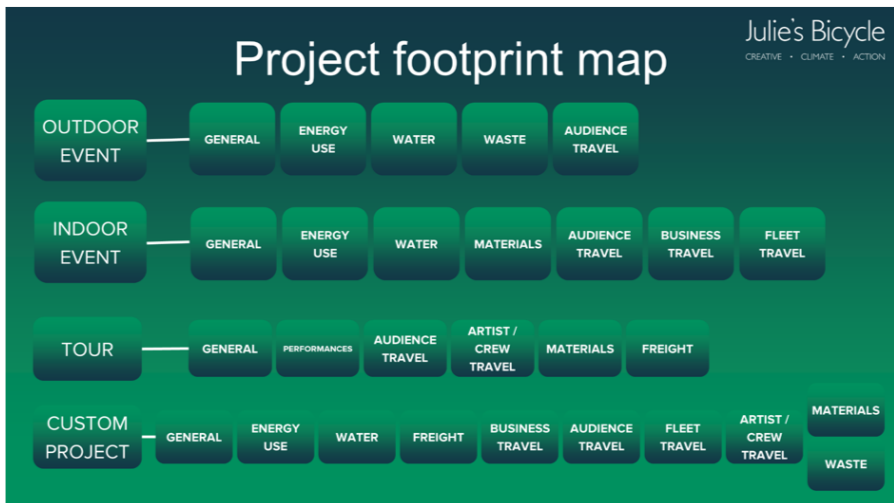 Julie's Bicycle
CREATIVE • CLIMATE • ACTION
Project footprint map
OUTDOOR
EVENT
GENERAL
ENERGY
USE
WATER
WASTE
AUDIENCE
TRAVEL
INDOOR
EVENT
GENERAL
ENERGY
USE
WATER
MATERIALS
AUDIENCE
TRAVEL
BUSINESS
TRAVEL
FLEET
TRAVEL
TOUR
GENERAL
PERFORMANCES
AUDIENCE
TRAVEL
ARTIST /
CREW
TRAVEL
MATERIALS
FREIGHT
CUSTOM
PROJECT
GENERAL
ENERGY
USE
WATER
FREIGHT
BUSINESS
TRAVEL
AUDIENCE
TRAVEL
FLEET
TRAVEL
ARTIST /
CREW
TRAVEL
MATERIALS
WASTE